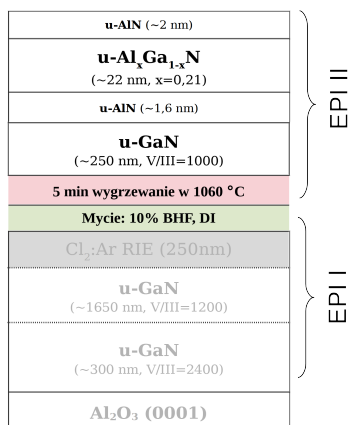 u-AlN (~2 nm)
u-AlₓGa₁₋ₓN
(~22 nm, x=0,21)
u-AlN (~1,6 nm)
u-GaN
(~250 nm, V/III=1000)
5 min wygrzewanie w 1060 °C
Mycie: 10% BHF, DI
Cl₂:Ar RIE (250nm)
u-GaN
(~1650 nm, V/III=1200)
u-GaN
(~300 nm, V/III=2400)
Al₂O₃ (0001)
EPI II
EPI I